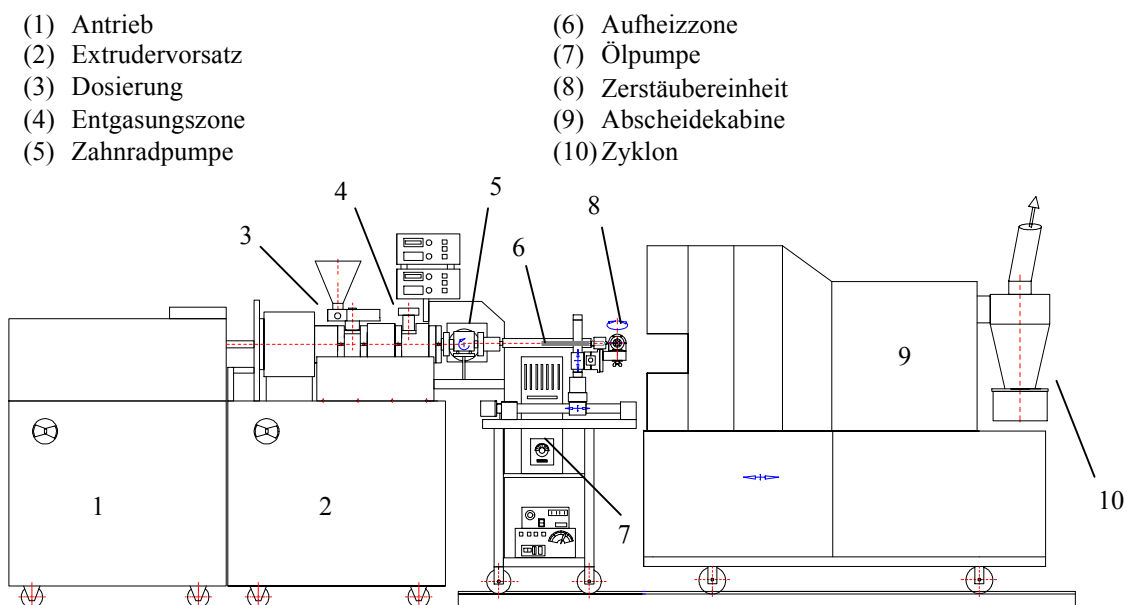 (1) Antrieb
(2) Extrudervorsatz
(3) Dosierung
(4) Entgasungszone
(5) Zahnradpumpe
(6) Aufheizzone
(7) Ölpumpe
(8) Zerstäubereinheit
(9) Abscheidekabine
(10) Zyklon
3
4
5
6
8
9
1
2
7
10